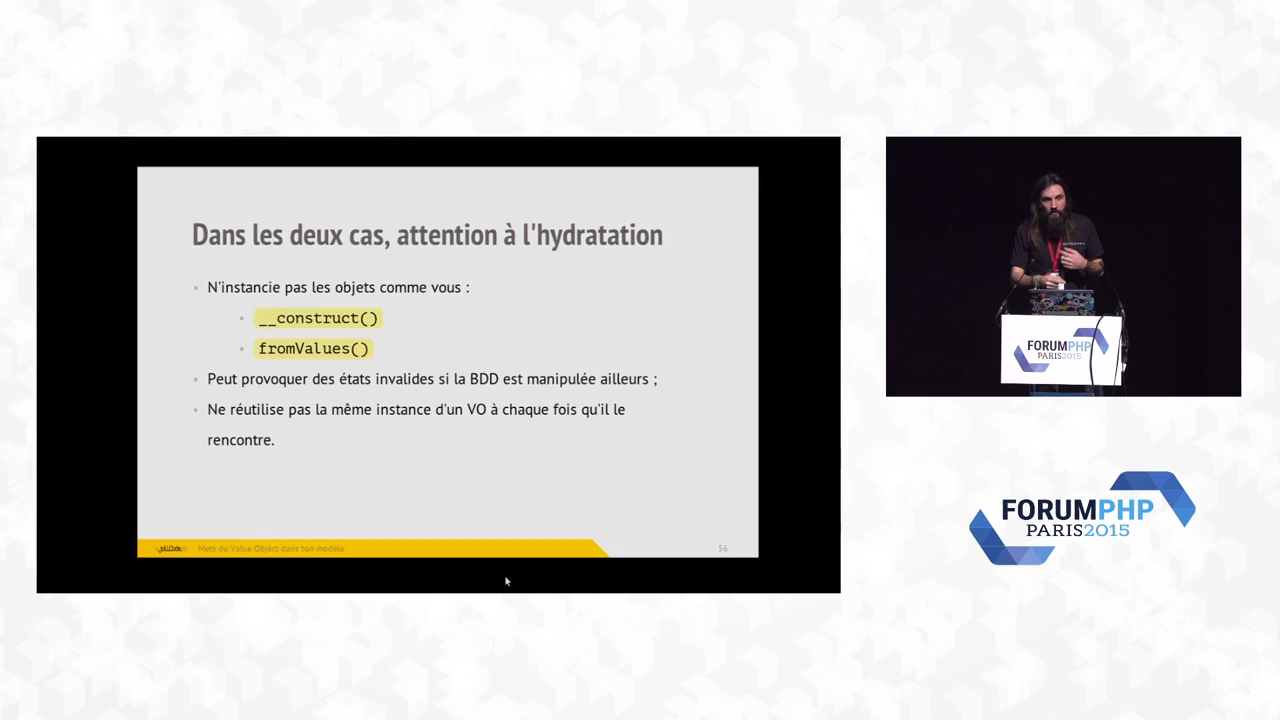 Dans les deux cas, attention à l'hydratation
N'instancie pas les objets comme vous :
__construct()
fromValues()
Peut provoquer des états invalides si la BDD est manipulée ailleurs ;
Ne réutilise pas la même instance d'un VO à chaque fois qu'il le
rencontre.
JoliCode
Mets du Value Object dans ton modèle
56
FORUMPHP
PARIS2015
FORUMPHP
PARIS2015